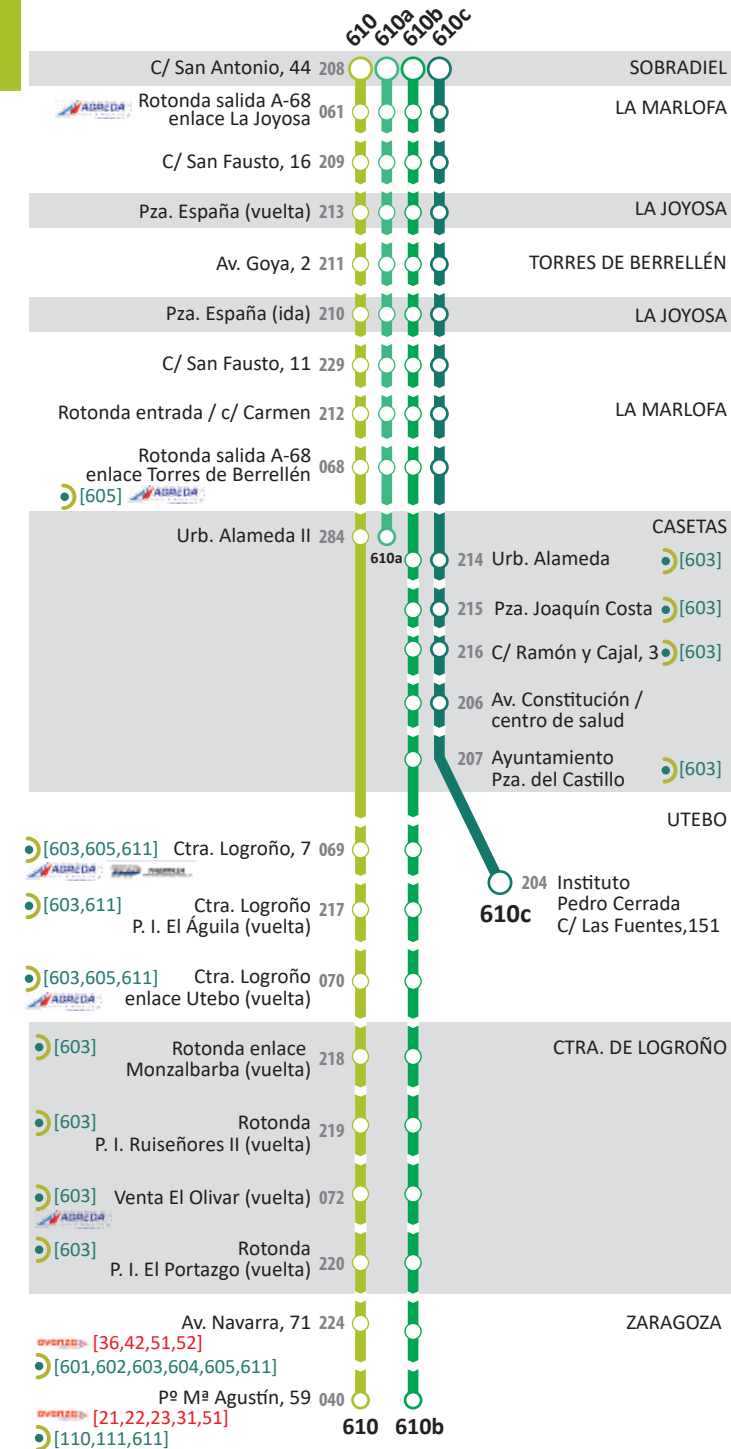 610 610a 610b 610c
C/ San Antonio, 44 208 SOBRADIEL
AGREDA Rotonda salida A-68
enlace La Joyosa 061 LA MARLOFA
C/ San Fausto, 16 209
Pza. España (vuelta) 213 LA JOYOSA
Av. Goya, 2 211 TORRES DE BERRELLÉN
Pza. España (ida) 210 LA JOYOSA
C/ San Fausto, 11 229
Rotonda entrada / c/ Carmen 212 LA MARLOFA
Rotonda salida A-68
enlace Torres de Berrellén 068
[605] AGREDA
CASETAS
Urb. Alameda II 284
610a
214 Urb. Alameda [603]
215 Pza. Joaquín Costa [603]
216 C/ Ramón y Cajal, 3 [603]
206 Av. Constitución /
centro de salud
207 Ayuntamiento
Pza. del Castillo [603]
UTEBO
[603,605,611] Ctra. Logroño, 7 069
AGREDA
204 Instituto
Pedro Cerrada
C/ Las Fuentes,151
610c
[603,611] Ctra. Logroño
P. I. El Águila (vuelta) 217
[603,605,611] Ctra. Logroño
AGREDA enlace Utebo (vuelta) 070
CTRA. DE LOGROÑO
[603] Rotonda enlace
Monzalbarba (vuelta) 218
[603] Rotonda
P. I. Ruiseñores II (vuelta) 219
[603] Venta El Olivar (vuelta) 072
AGREDA
[603] Rotonda
P. I. El Portazgo (vuelta) 220
Av. Navarra, 71 224 ZARAGOZA
avanza [36,42,51,52]
[601,602,603,604,605,611]
Pº Mª Agustín, 59 040
avanza [21,22,23,31,51]
[110,111,611]
610 610b